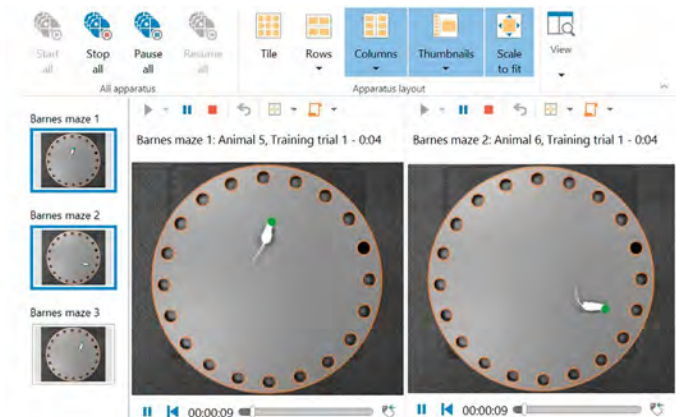 Start all
Stop all
Pause all
Resume all
Tile
Rows
Columns
Thumbnails
Scale to fit
View
All apparatus
Apparatus layout
Barnes maze 1
Barnes maze 2
Barnes maze 3
Barnes maze 1: Animal 5, Training trial 1 - 0:04
Barnes maze 2: Animal 6, Training trial 1 - 0:04
00:00:09
00:00:09